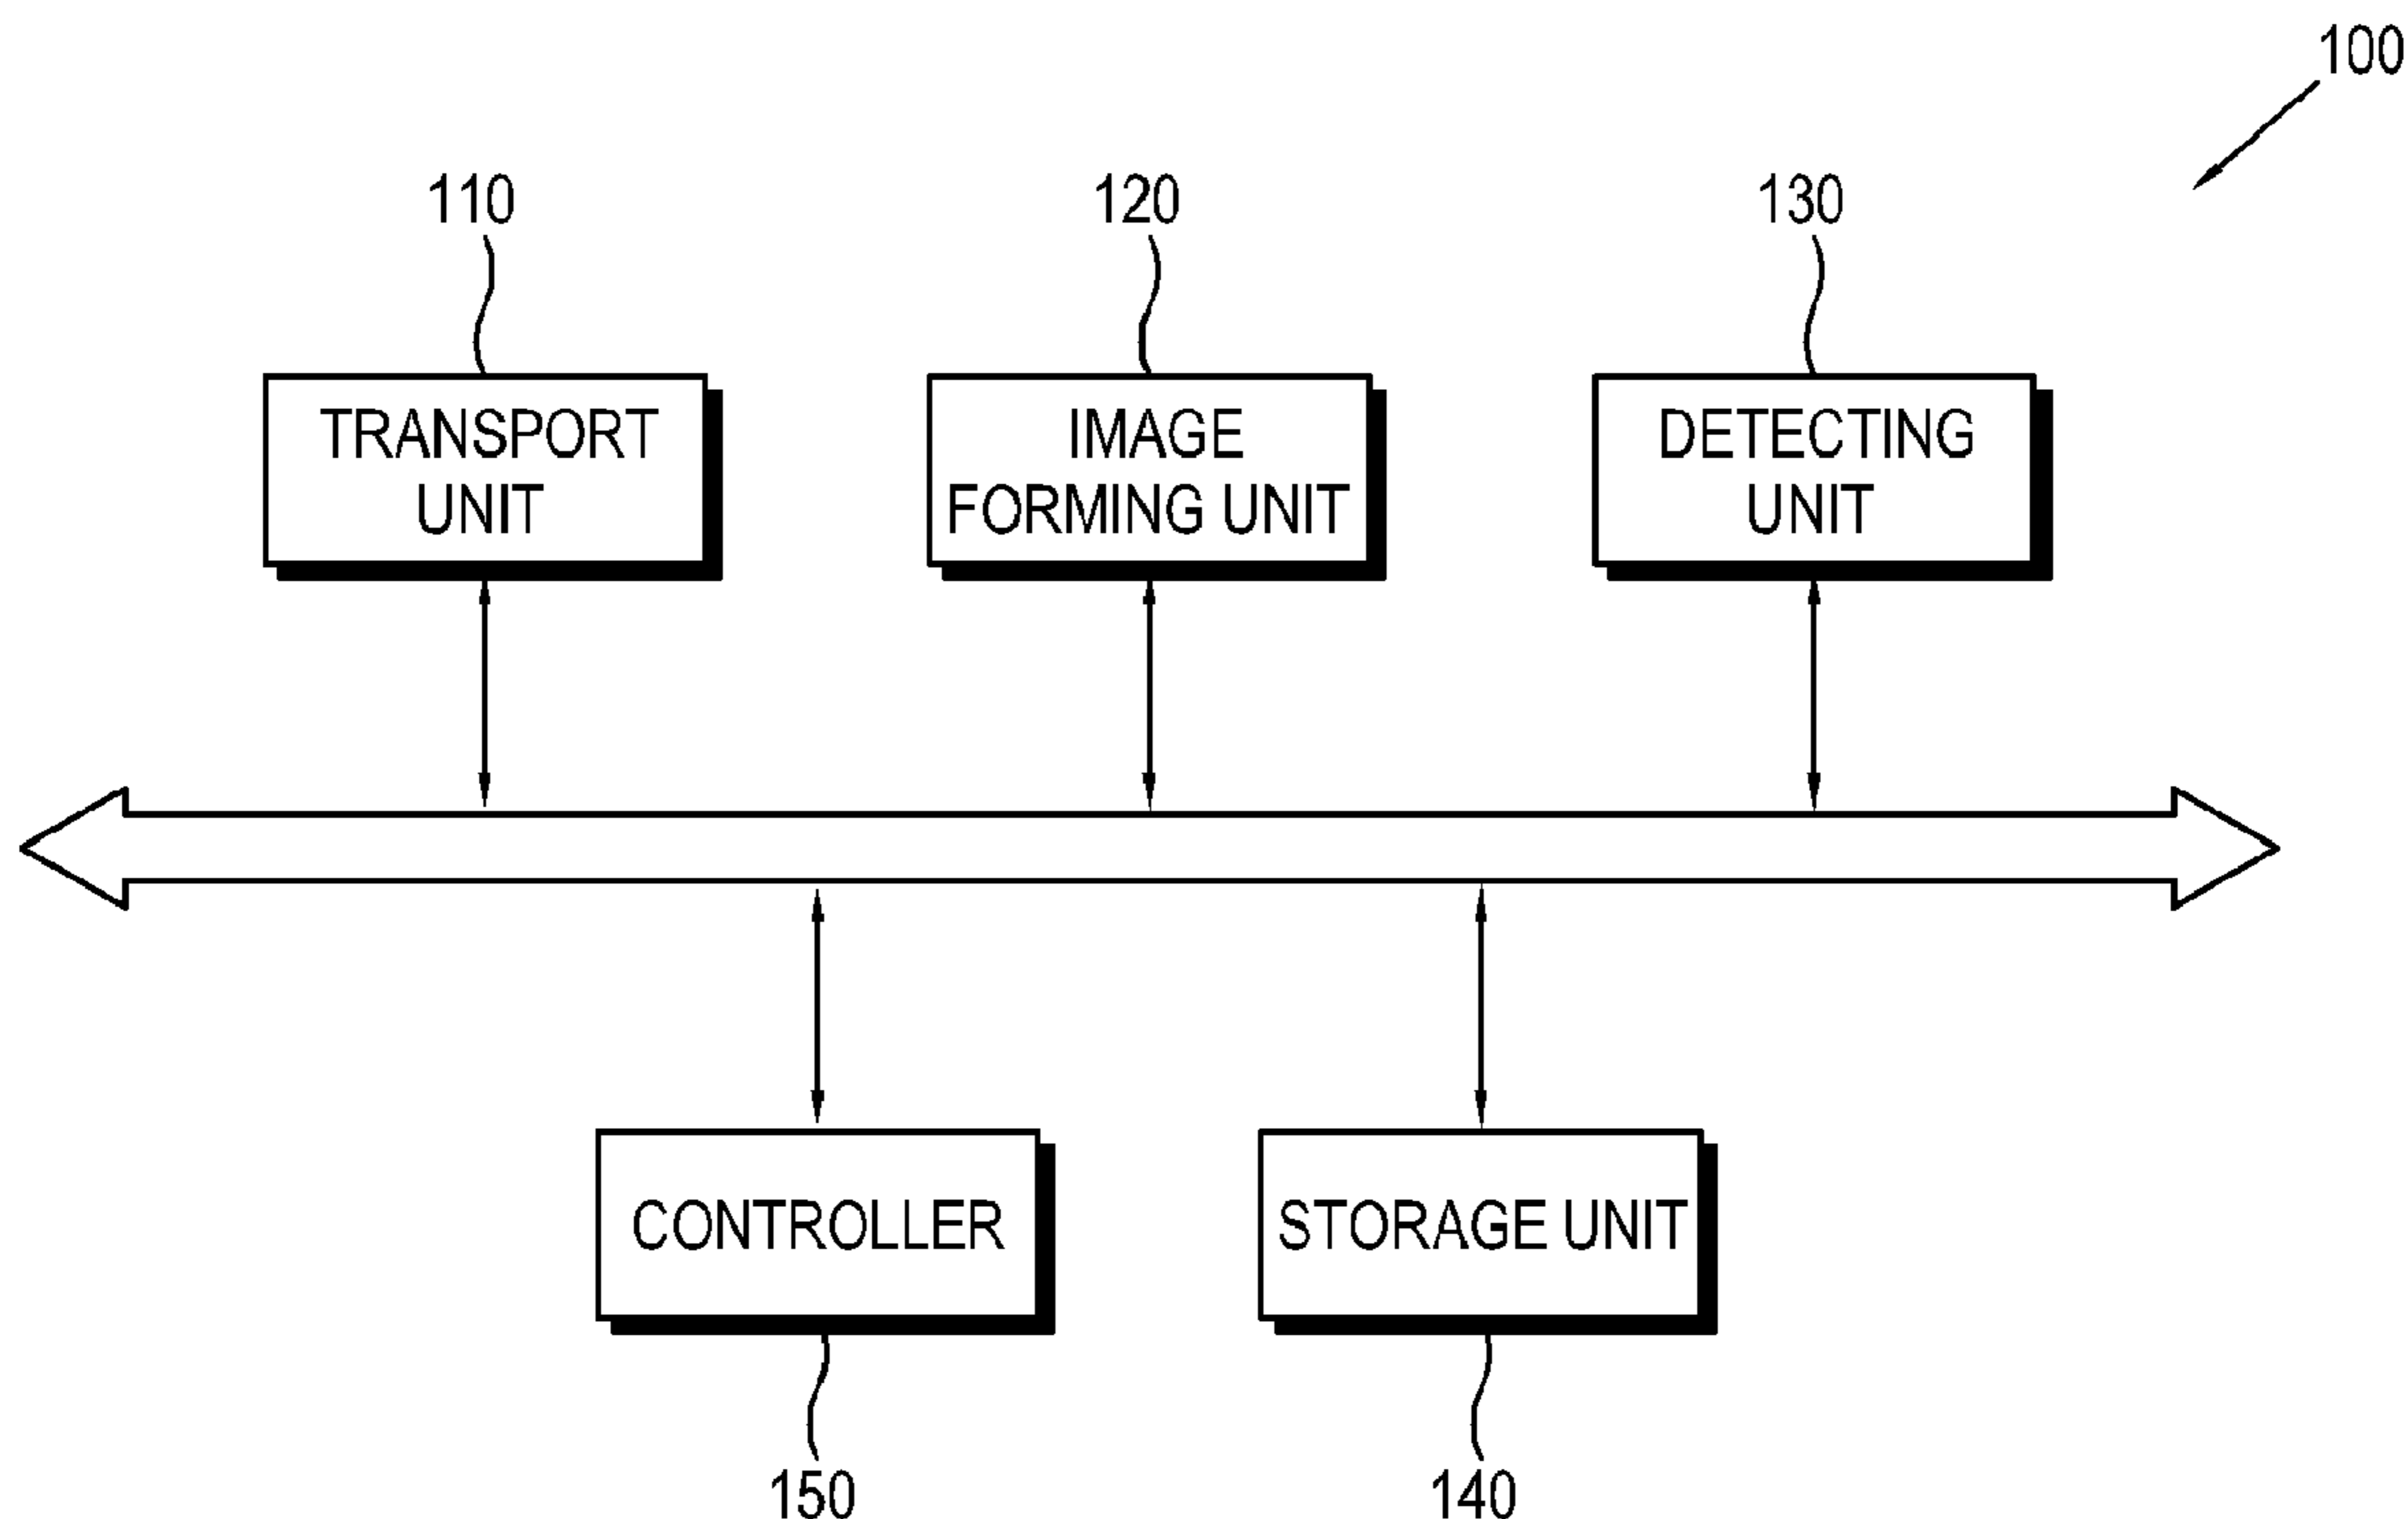 100
110
120
130
TRANSPORT
UNIT
IMAGE
FORMING UNIT
DETECTING
UNIT
CONTROLLER
STORAGE UNIT
150
140